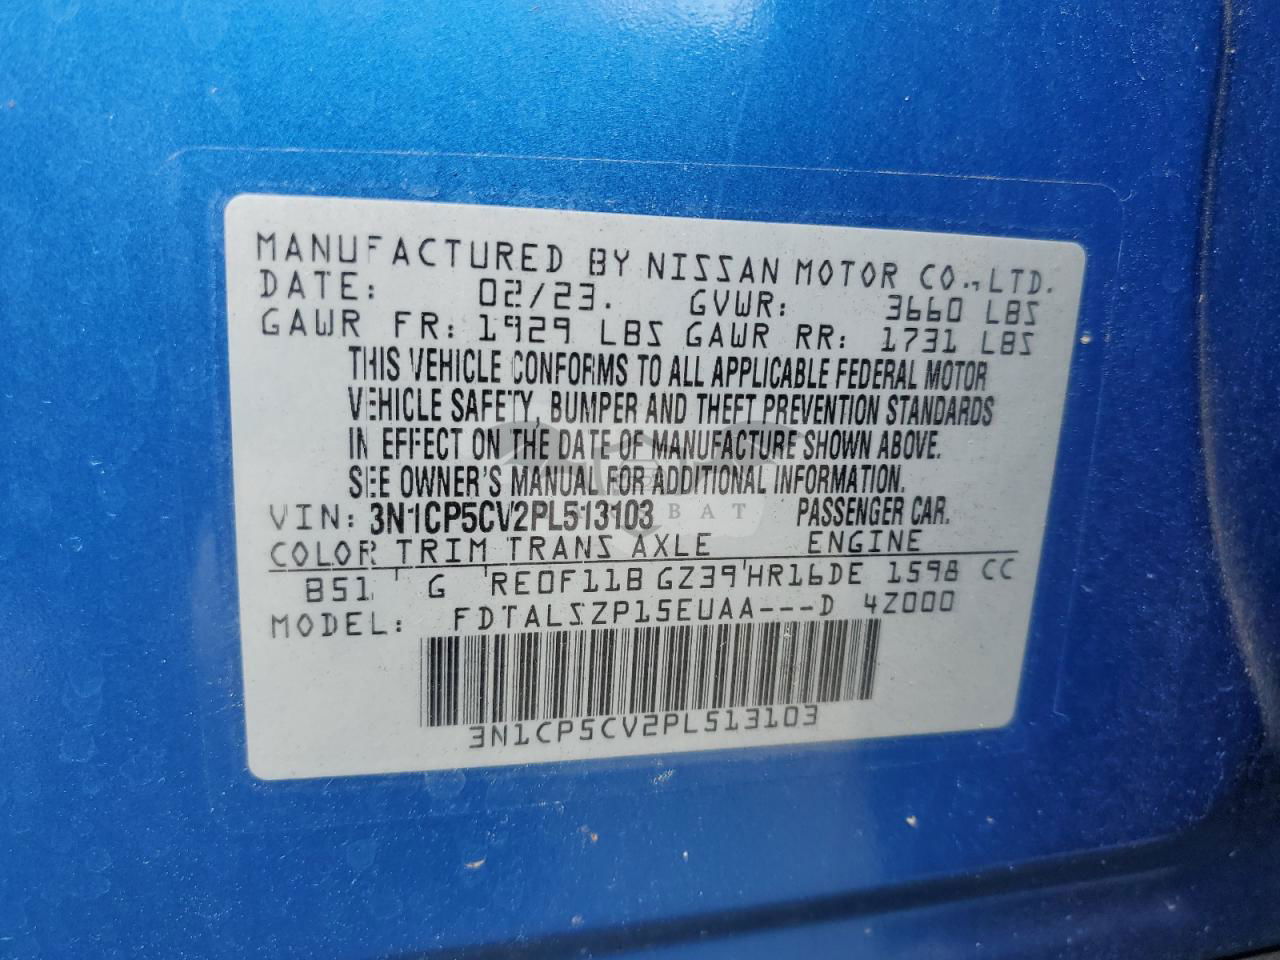 MANUFACTURED BY NISSAN MOTOR CO., LTD.
DATE: 02/23. GVWR: 3660 LBS
GAWR FR: 1929 LBS GAWR RR: 1731 LBS
THIS VEHICLE CONFORMS TO ALL APPLICABLE FEDERAL MOTOR
VEHICLE SAFETY, BUMPER AND THEFT PREVENTION STANDARDS
IN EFFECT ON THE DATE OF MANUFACTURE SHOWN ABOVE.
SEE OWNER'S MANUAL FOR ADDITIONAL INFORMATION.
VIN: 3N1CP5CV2PL513103 PASSENGER CAR.
COLOR TRIM TRANS AXLE ENGINE
B51 G RE0F11B GZ39 HR16DE 1598 CC
MODEL: FDTALSZP15EUAA---D 4Z000
3N1CP5CV2PL513103